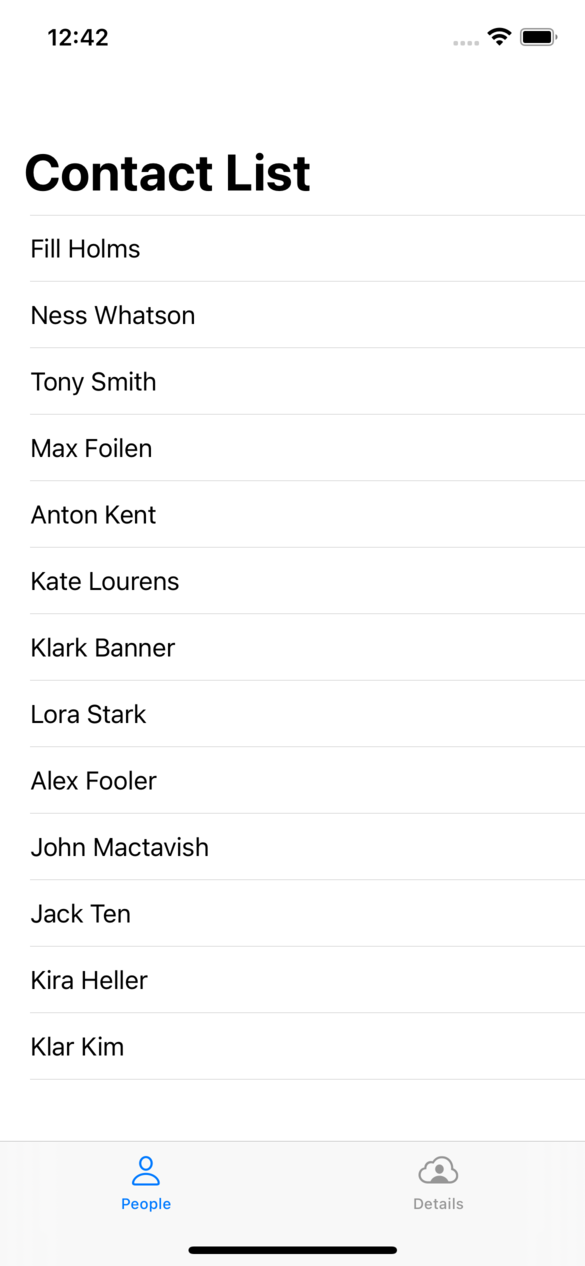 12:42
Contact List
Fill Holms
Ness Whatson
Tony Smith
Max Foilen
Anton Kent
Kate Lourens
Klark Banner
Lora Stark
Alex Fooler
John Mactavish
Jack Ten
Kira Heller
Klar Kim
People Details